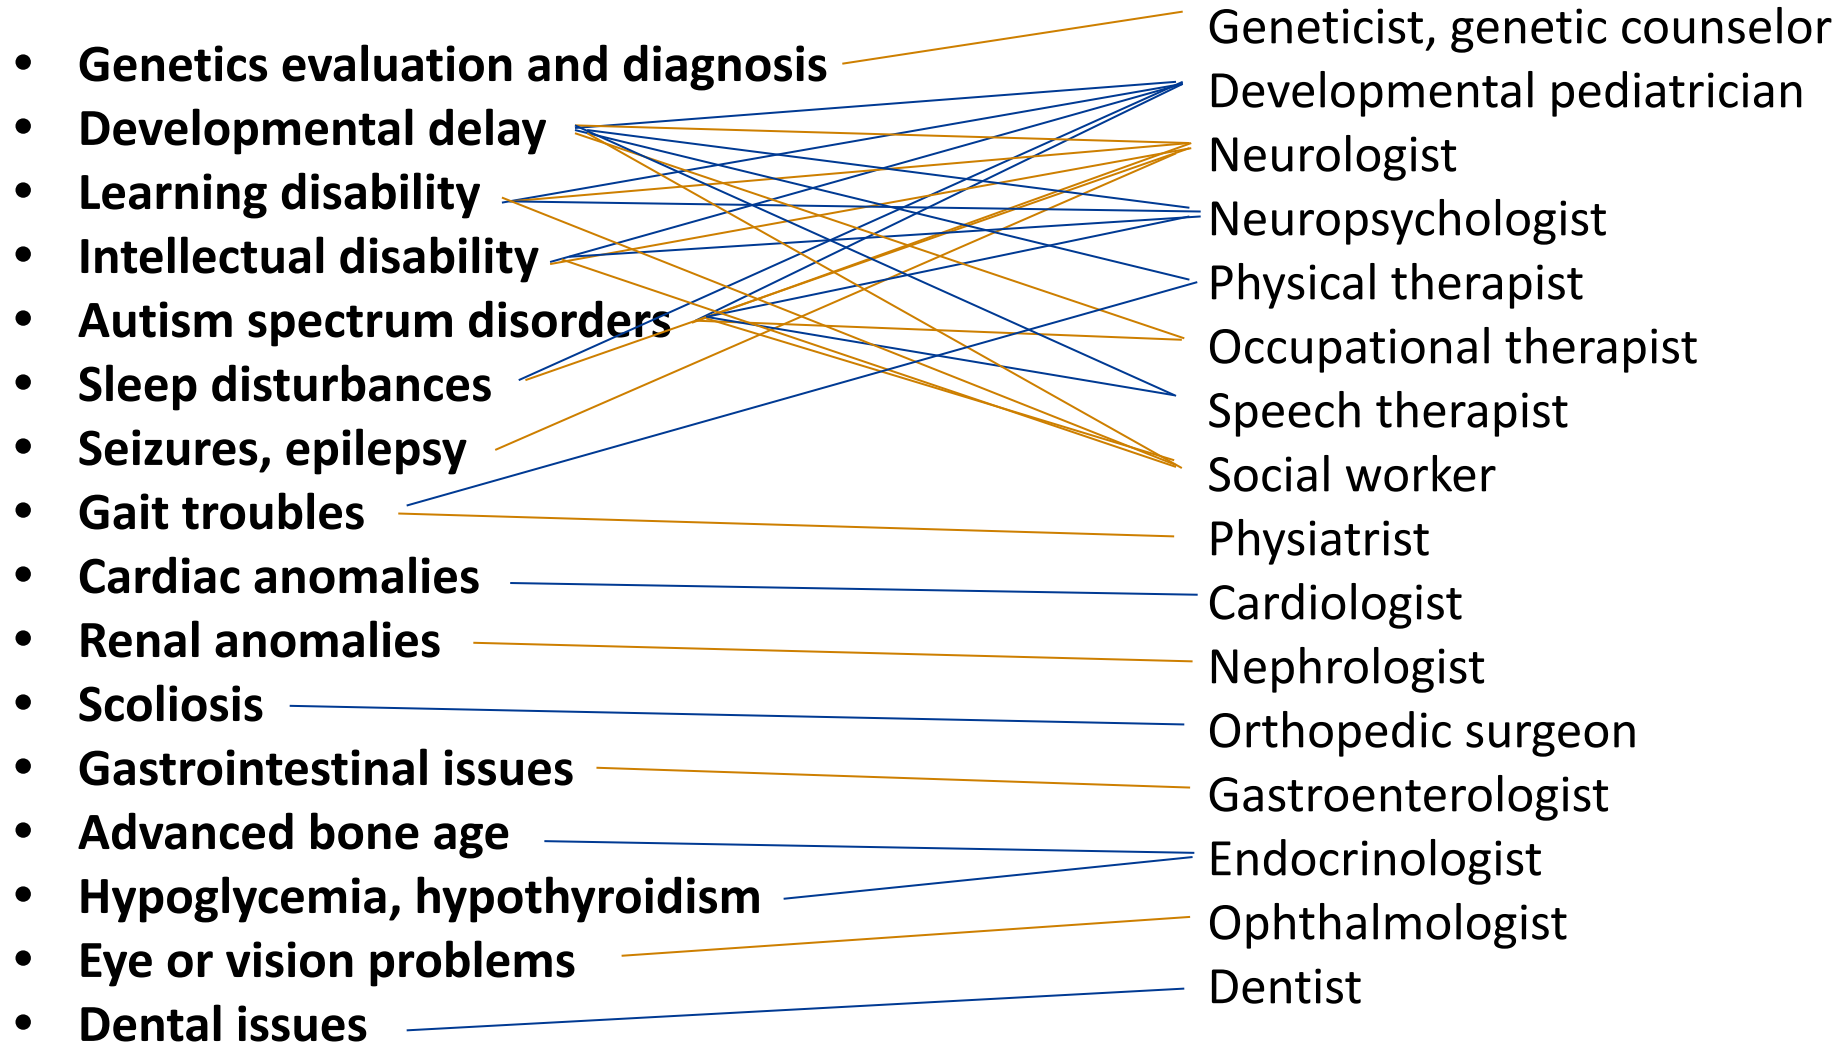 • Genetics evaluation and diagnosis
• Developmental delay
• Learning disability
• Intellectual disability
• Autism spectrum disorders
• Sleep disturbances
• Seizures, epilepsy
• Gait troubles
• Cardiac anomalies
• Renal anomalies
• Scoliosis
• Gastrointestinal issues
• Advanced bone age
• Hypoglycemia, hypothyroidism
• Eye or vision problems
• Dental issues
Geneticist, genetic counselor
Developmental pediatrician
Neurologist
Neuropsychologist
Physical therapist
Occupational therapist
Speech therapist
Social worker
Physiatrist
Cardiologist
Nephrologist
Orthopedic surgeon
Gastroenterologist
Endocrinologist
Ophthalmologist
Dentist